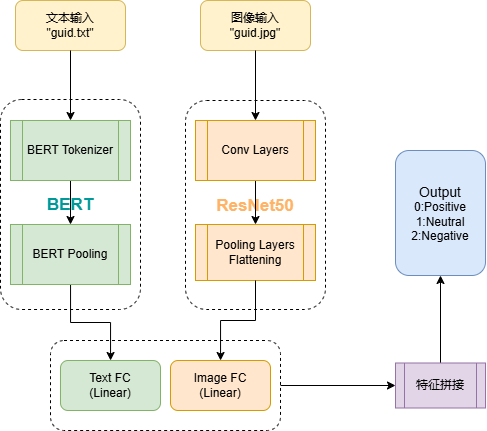 文本输入
"guid.txt"
图像输入
"guid.jpg"
BERT Tokenizer
Conv Layers
BERT
ResNet50
BERT Pooling
Pooling Layers
Flattening
Output
0:Positive
1:Neutral
2:Negative
Text FC
(Linear)
Image FC
(Linear)
特征拼接